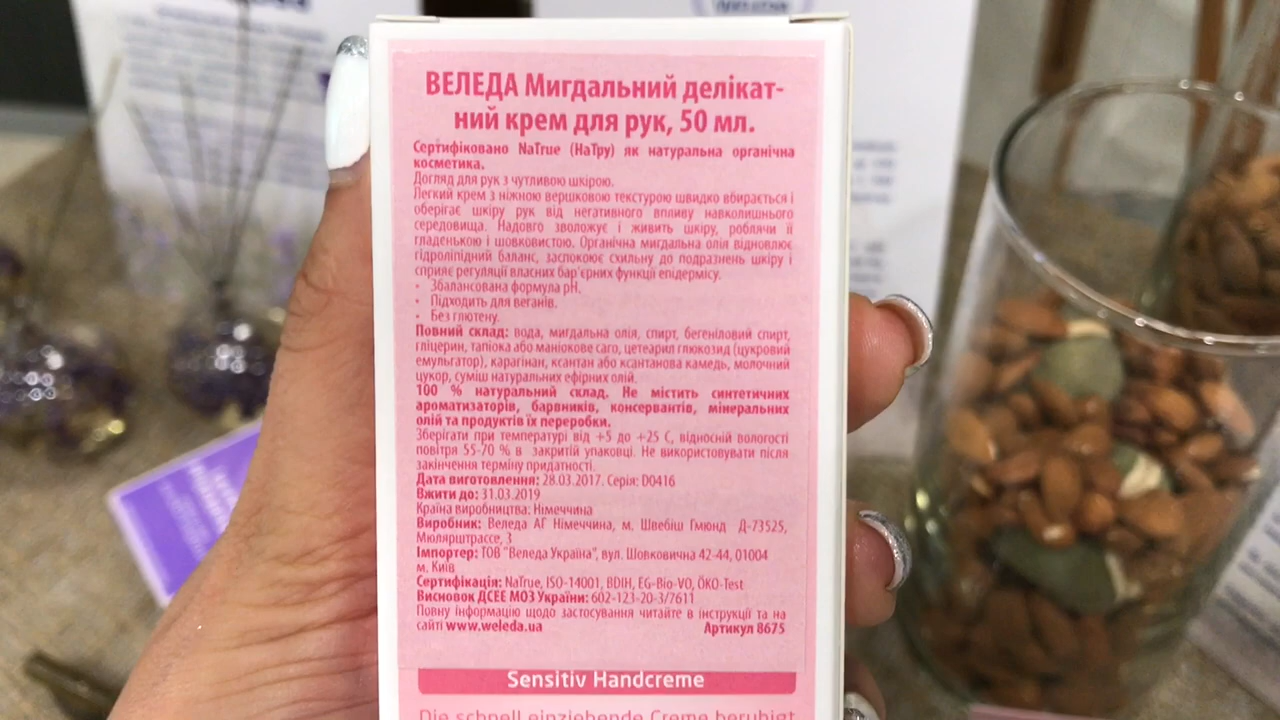 ВЕЛЕДА Мигдальний делікат-
ний крем для рук, 50 мл.
Сертифіковано NaTrue (НаТру) як натуральна органічна
косметика.
Догляд для рук з чутливою шкірою.
Легкий крем з ніжною вершковою текстурою швидко вбирається і
оберігає шкіру рук від негативного впливу навколишнього
середовища. Надовго зволожує і живить шкіру, роблячи її
гладенькою і шовковистою. Органічна мигдальна олія відновлює
гідроліпідний баланс, заспокоює схильну до подразнень шкіру і
сприяє регуляції власних бар'єрних функції епідермісу.
• Збалансована формула pH.
• Підходить для веганів.
• Без глютену.
Повний склад: вода, мигдальна олія, спирт, бегеніловий спирт,
гліцерин, тапіока або маніокове саго, цетеарил глюкозид (цукровий
емульгатор), карагінан, ксантан або ксантанова камедь, молочний
цукор, суміш натуральних ефірних олій.
100 % натуральний склад. Не містить синтетичних
ароматизаторів, барвників, консервантів, мінеральних
олій та продуктів їх переробки.
Зберігати при температурі від +5 до +25 С, відносній вологості
повітря 55-70 % в закритій упаковці. Не використовувати після
закінчення терміну придатності.
Дата виготовлення: 28.03.2017. Серія: D0416
Вжити до: 31.03.2019
Країна виробництва: Німеччина
Виробник: Веледа АГ Німеччина, м. Швебіш Гмюнд Д-73525,
Мюлярштрассе, 3
Імпортер: ТОВ "Веледа Україна", вул. Шовковична 42-44, 01004
м. Київ
Сертифікація: NaTrue, ISO-14001, BDIH, EG-Bio-VO, ÖKO-Test
Висновок ДСЕЕ МОЗ України: 602-123-20-3/7611
Повну інформацію щодо застосування читайте в інструкції та на
сайті www.weleda.ua Артикул 8675
Sensitiv Handcreme
Die schnell einziehende Creme beruhigt